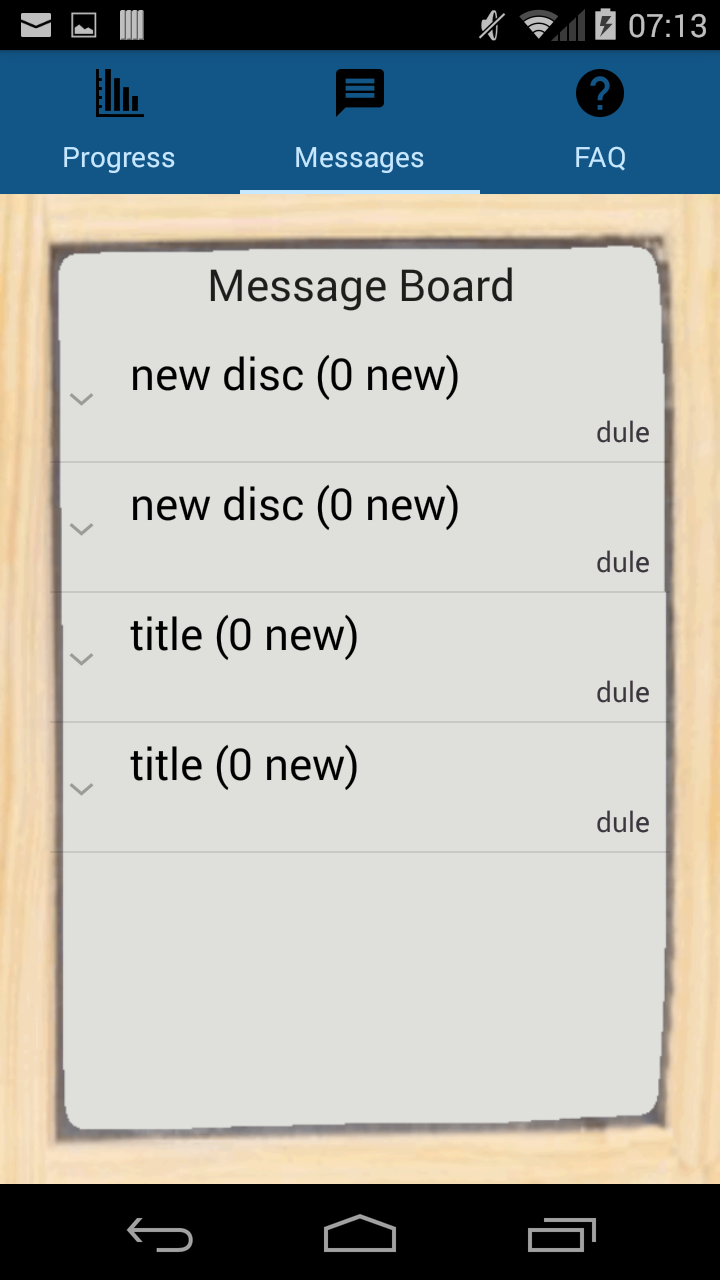 07:13
Progress
Messages
FAQ
Message Board
new disc (0 new)
dule
new disc (0 new)
dule
title (0 new)
dule
title (0 new)
dule